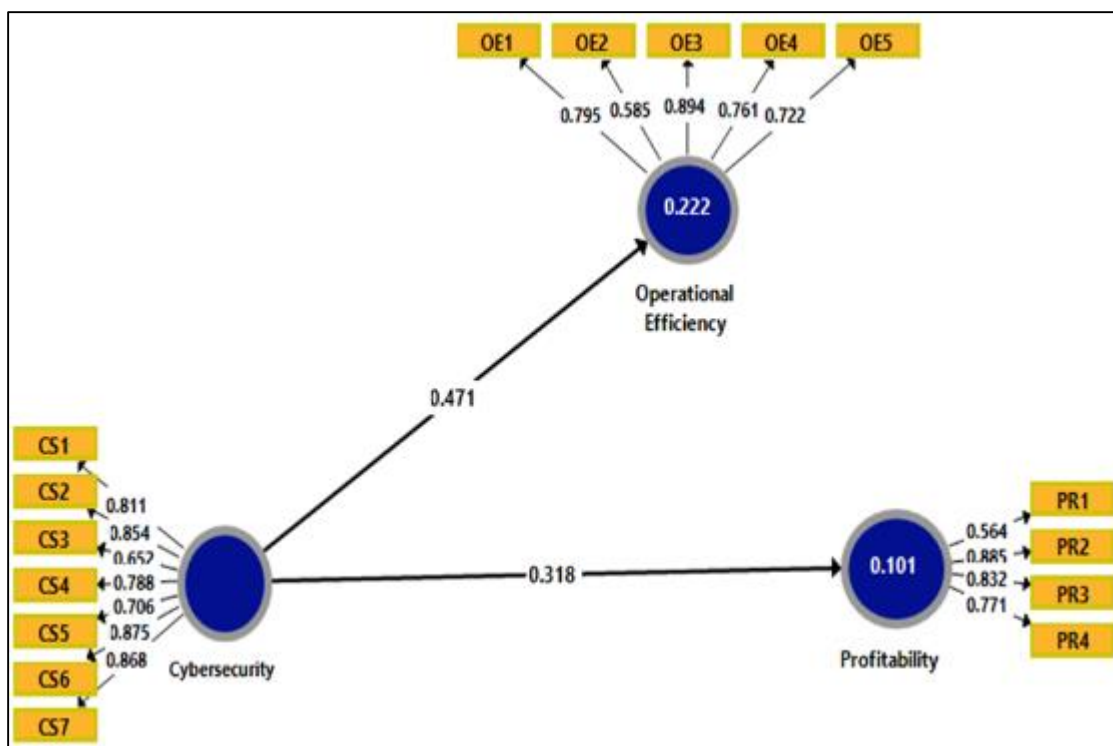 OE1 OE2 OE3 OE4 OE5
0.795 0.585 0.894 0.761 0.722
0.222
Operational
Efficiency
0.471
CS1
CS2
CS3
CS4
CS5
CS6
CS7
0.811
0.854
0.652
0.788
0.706
0.875
0.868
Cybersecurity
0.318
0.101
Profitability
0.564
0.885
0.832
0.771
PR1
PR2
PR3
PR4